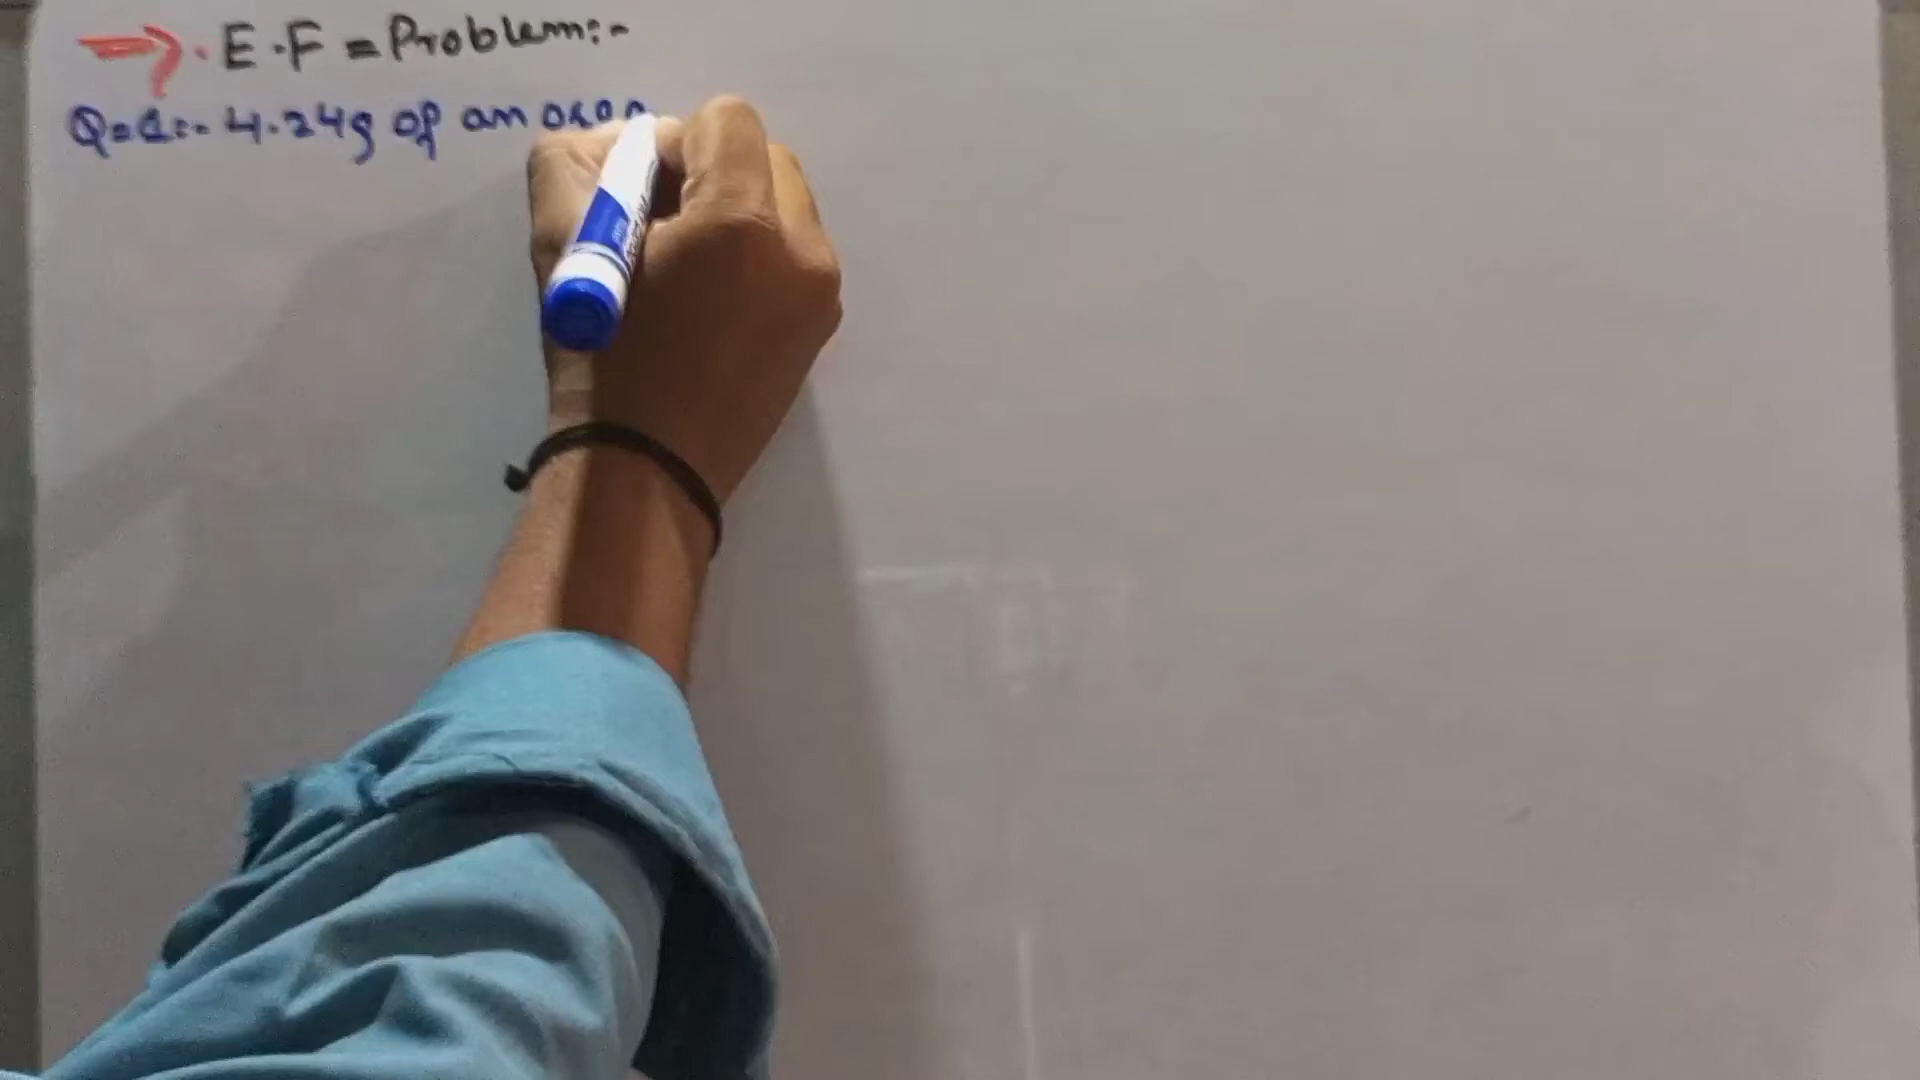 → · E.F = Problem:-
Q=1:- 4.24g of an